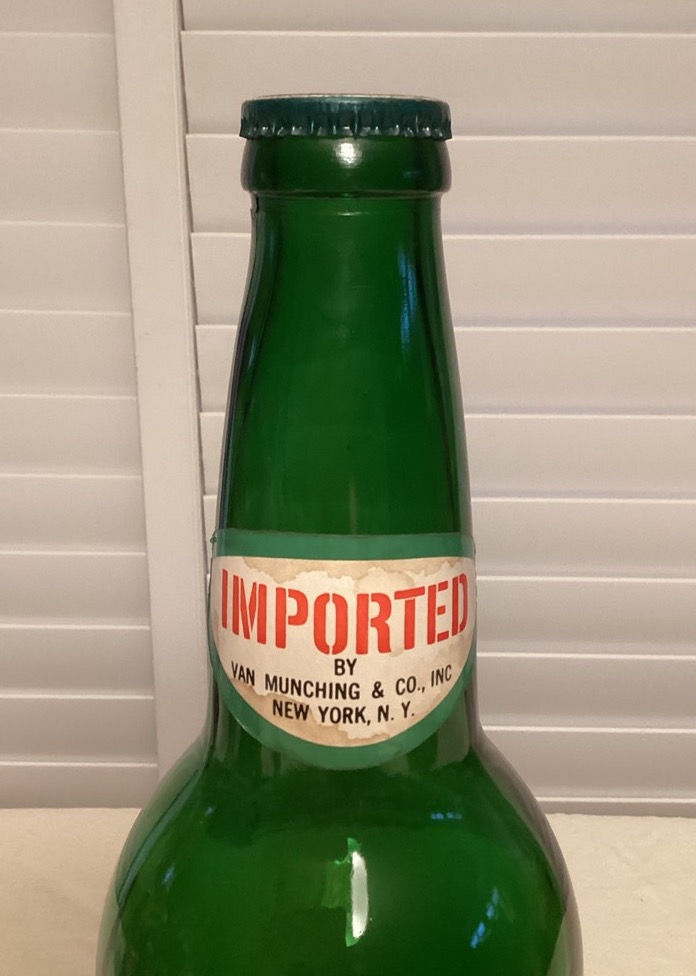 IMPORTED
BY
VAN MUNCHING & CO., INC
NEW YORK, N. Y.